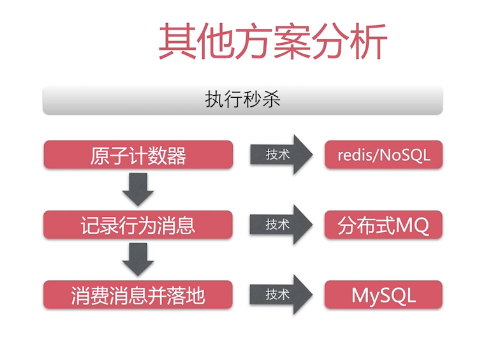 其他方案分析
执行秒杀
原子计数器
技术
redis/NoSQL
记录行为消息
技术
分布式MQ
消费消息并落地
技术
MySQL